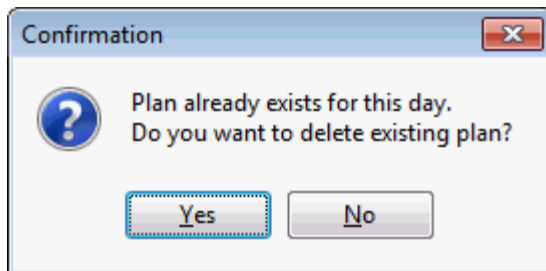 Confirmation
Plan already exists for this day.
Do you want to delete existing plan?
Yes
No